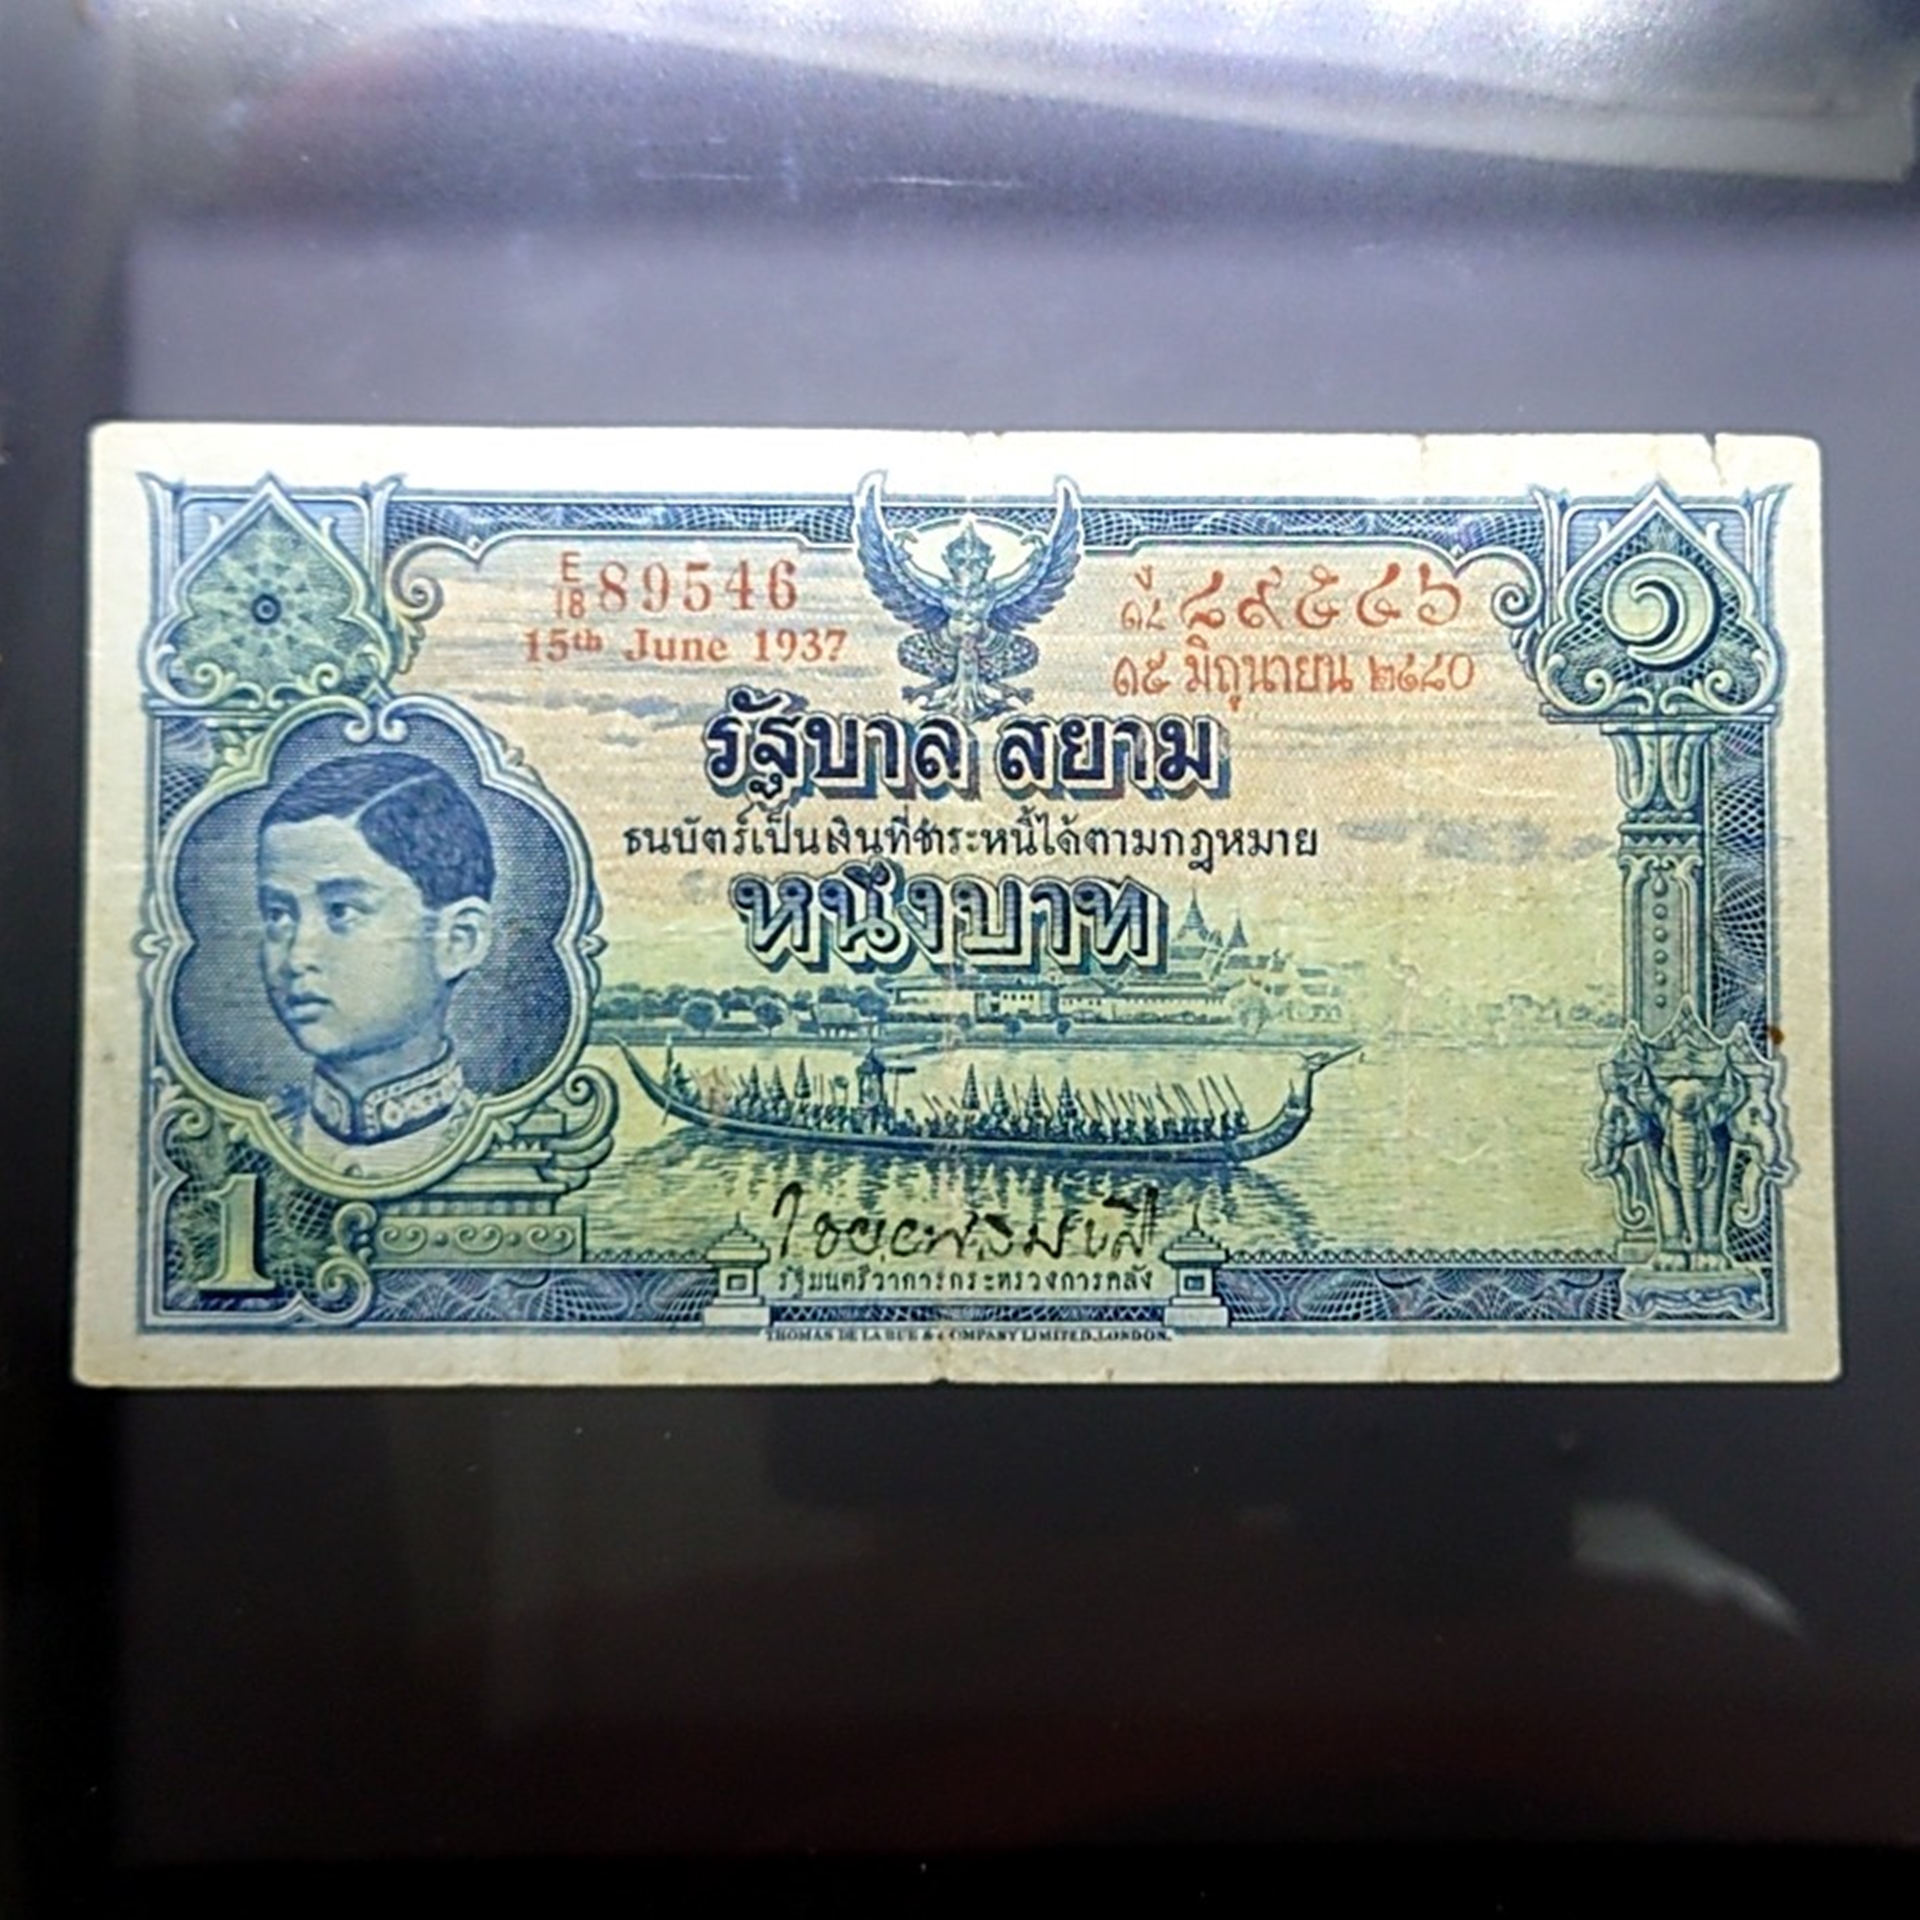 E/18 89546
15th June 1937
๘๙๕๔๖
๑๕ มิถุนายน ๒๔๘๐
๑
รัฐบาล สยาม
ธนบัตร์เป็นเงินที่ชำระหนี้ได้ตามกฎหมาย
หนึ่งบาท
1
รัฐมนตรีว่าการกระทรวงการคลัง
THOMAS DE LA RUE & COMPANY LIMITED, LONDON.